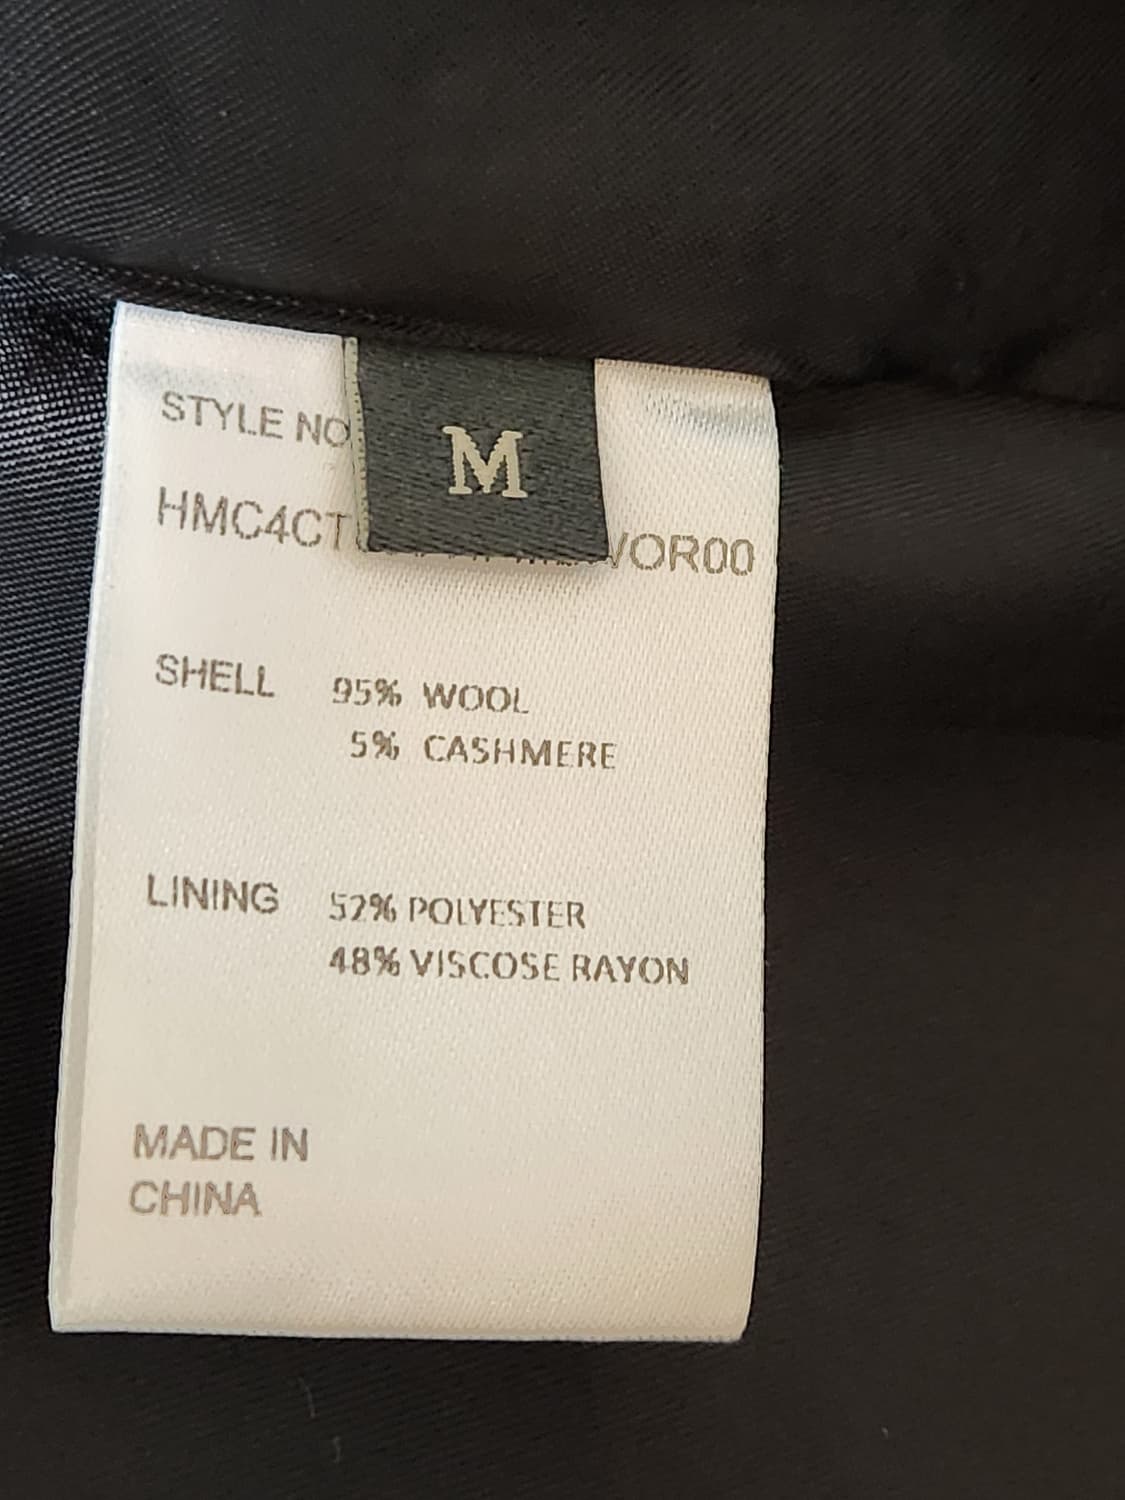 M
STYLE NO
HMC4CT VOR00
SHELL 95% WOOL
5% CASHMERE
LINING 52% POLYESTER
48% VISCOSE RAYON
MADE IN
CHINA